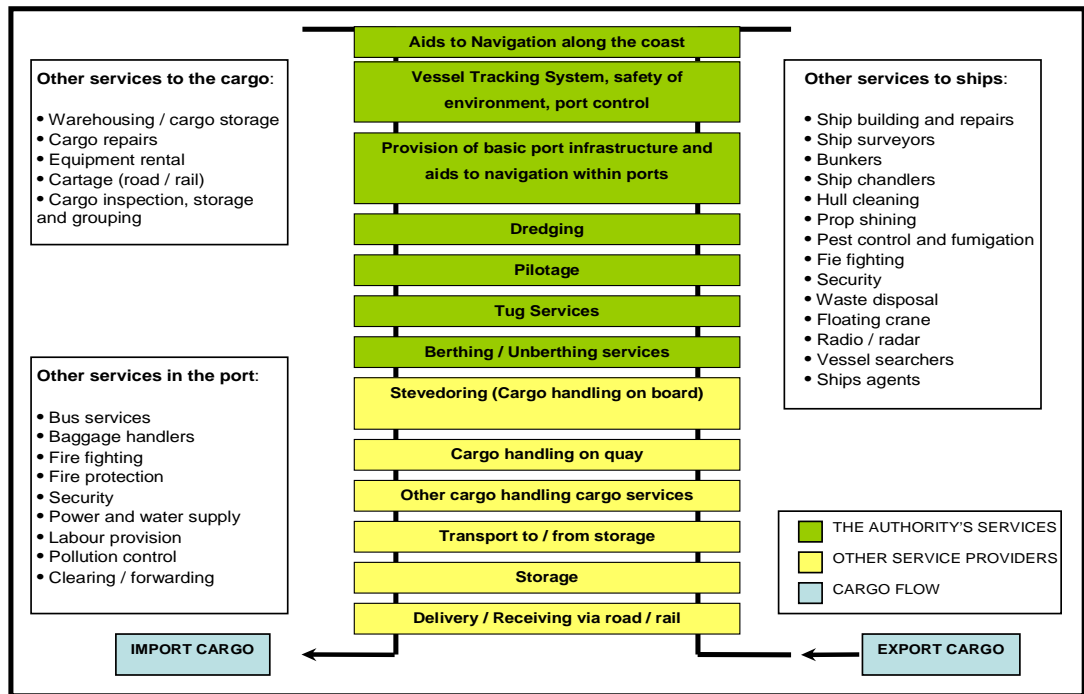 Aids to Navigation along the coast
Vessel Tracking System, safety of
environment, port control
Provision of basic port infrastructure and
aids to navigation within ports
Dredging
Pilotage
Tug Services
Berthing / Unberthing services
Stevedoring (Cargo handling on board)
Cargo handling on quay
Other cargo handling cargo services
Transport to / from storage
Storage
Delivery / Receiving via road / rail
Other services to the cargo:
• Warehousing / cargo storage
• Cargo repairs
• Equipment rental
• Cartage (road / rail)
• Cargo inspection, storage
and grouping
Other services in the port:
• Bus services
• Baggage handlers
• Fire fighting
• Fire protection
• Security
• Power and water supply
• Labour provision
• Pollution control
• Clearing / forwarding
Other services to ships:
• Ship building and repairs
• Ship surveyors
• Bunkers
• Ship chandlers
• Hull cleaning
• Prop shining
• Pest control and fumigation
• Fie fighting
• Security
• Waste disposal
• Floating crane
• Radio / radar
• Vessel searchers
• Ships agents
THE AUTHORITY'S SERVICES
OTHER SERVICE PROVIDERS
CARGO FLOW
IMPORT CARGO
EXPORT CARGO